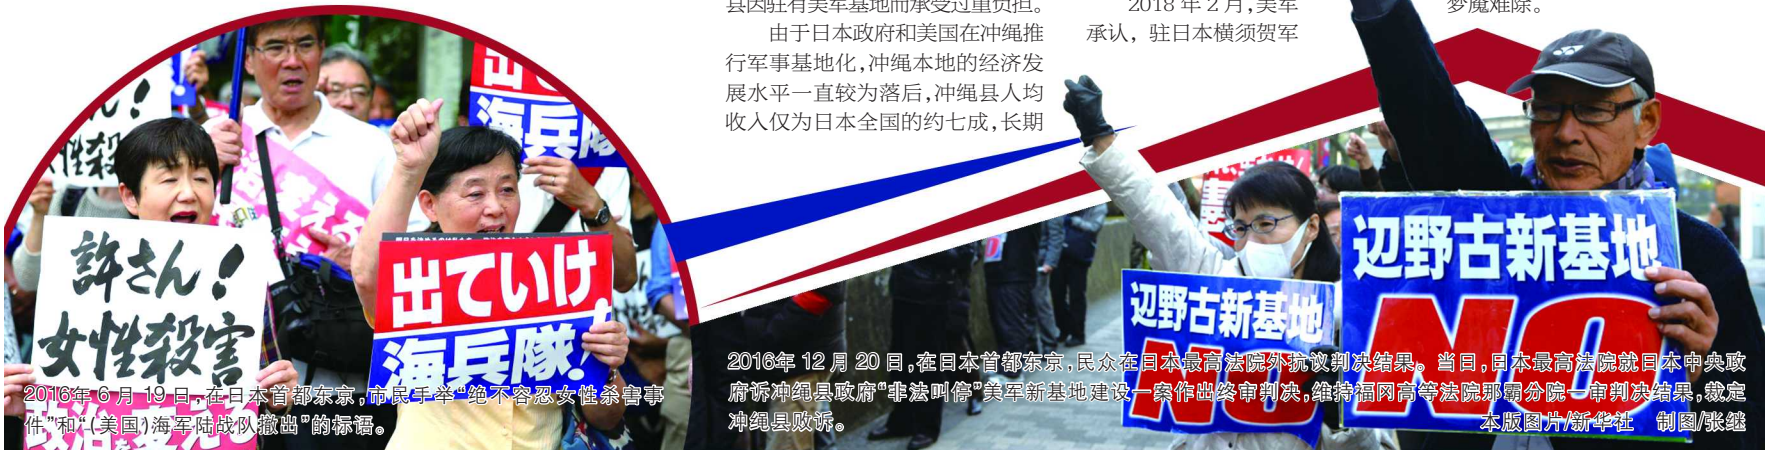 县因驻有美军基地而承受过重负担。
由于日本政府和美国在冲绳推
行军事基地化,冲绳本地的经济发
展水平一直较为落后,冲绳县人均
收入仅为日本全国的约七成,长期
2018 年 2 月,美军
承认, 驻日本横须贺军
梦魇难除。
許さん!
女性殺害
出ていけ
海兵隊!
出て
海兵隊
性殺
2016年 6 月 19 日,在日本首都东京,市民手举“绝不容忍女性杀害事
件”和“(美国)海军陆战队撤出”的标语。
辺野古新基地
NO
辺野古新基地
NO
2016年 12 月 20 日,在日本首都东京,民众在日本最高法院外抗议判决结果。当日,日本最高法院就日本中央政
府诉冲绳县政府“非法叫停”美军新基地建设一案作出终审判决,维持福冈高等法院那霸分院一审判决结果,裁定
冲绳县败诉。
本版图片/新华社 制图/张继